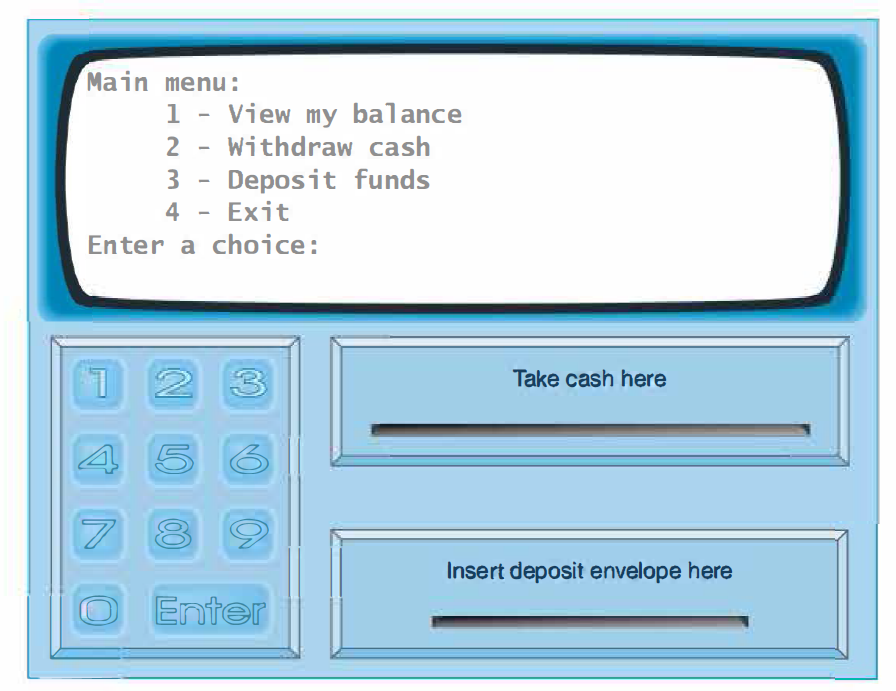 Main menu:
1 - View my balance
2 - Withdraw cash
3 - Deposit funds
4 - Exit
Enter a choice:
1 2 3
4 5 6
7 8 9
0 Enter
Take cash here
Insert deposit envelope here